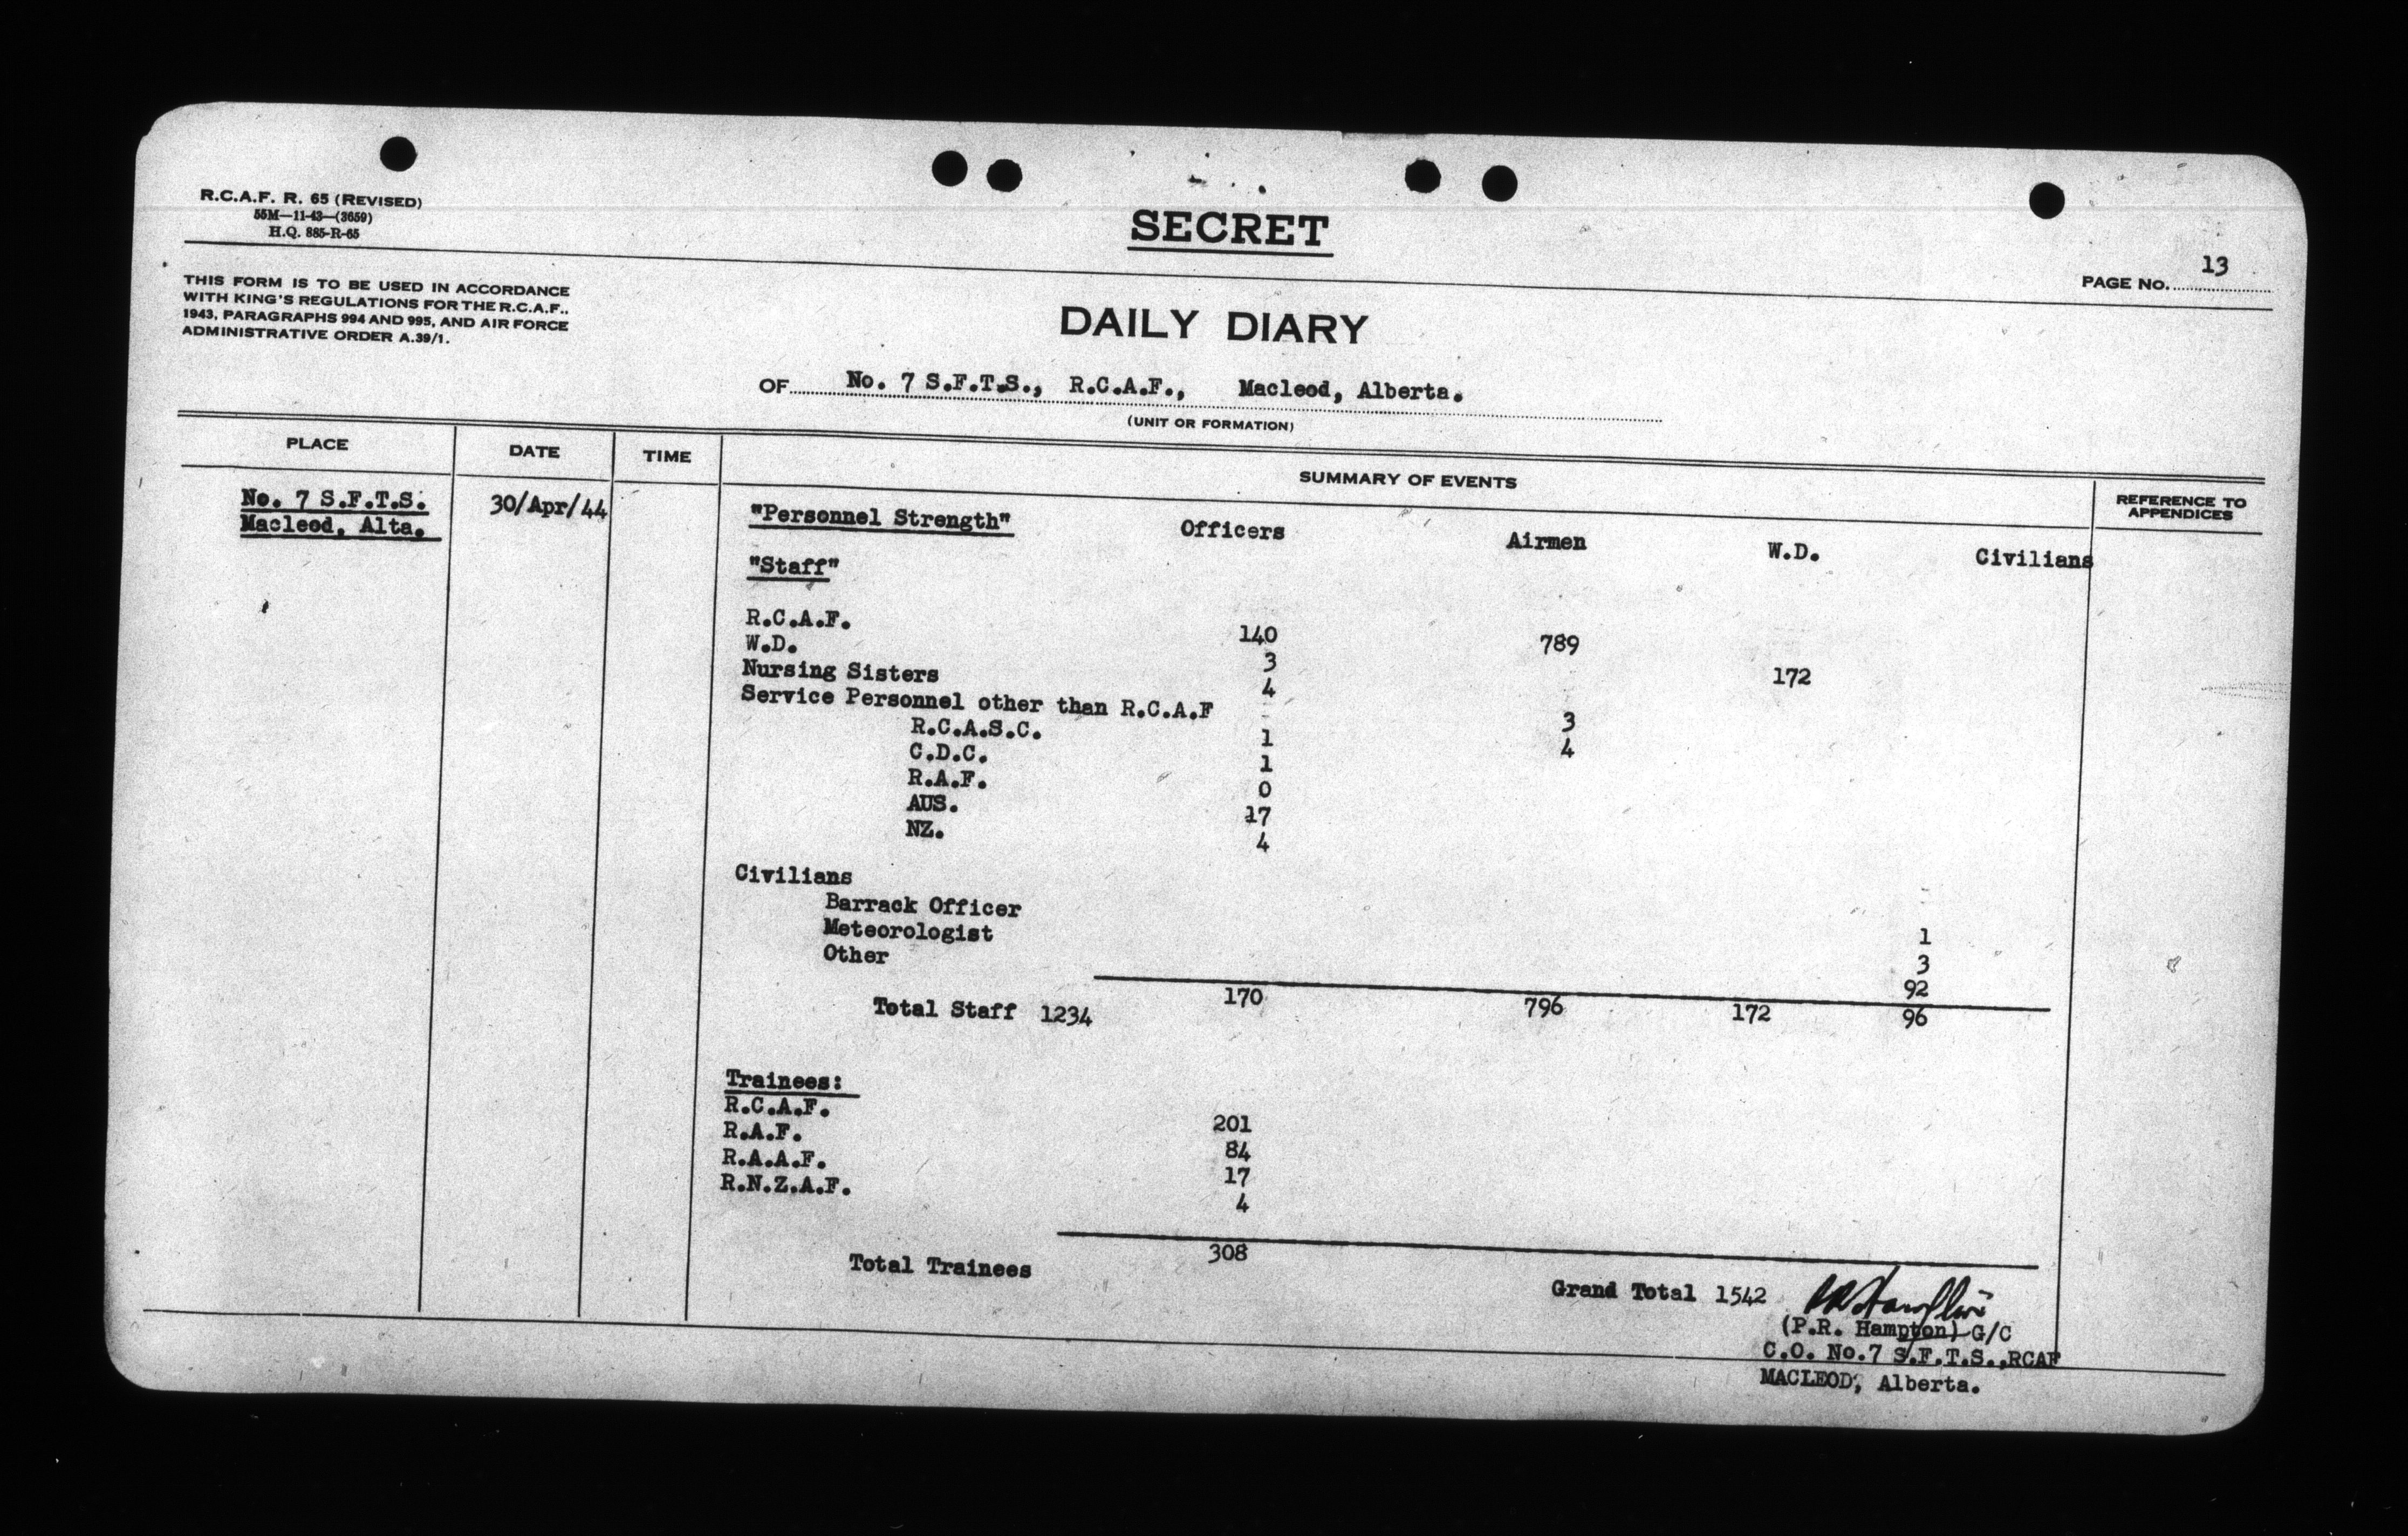 R.C.A.F. R. 65 (REVISED)
55M—11-43—(3659)
H.Q. 885-R-65
SECRET
PAGE No. 13
THIS FORM IS TO BE USED IN ACCORDANCE
WITH KING'S REGULATIONS FOR THE R.C.A.F.,
1943, PARAGRAPHS 994 AND 995, AND AIR FORCE
ADMINISTRATIVE ORDER A.39/1.
DAILY DIARY
OF No. 7 S.F.T.S., R.C.A.F., Macleod, Alberta.
(UNIT OR FORMATION)
PLACE DATE TIME SUMMARY OF EVENTS REFERENCE TO APPENDICES
No. 7 S.F.T.S. 30/Apr/44 "Personnel Strength" Officers Airmen W.D. Civilians
Macleod, Alta.
"Staff"
R.C.A.F. 140 789
W.D. 3 172
Nursing Sisters 4
Service Personnel other than R.C.A.F
R.C.A.S.C. 1 3
C.D.C. 1 4
R.A.F. 0
AUS. 17
NZ. 4
Civilians
Barrack Officer 1
Meteorologist 3
Other 92
Total Staff 1234 170 796 172 96
Trainees:
R.C.A.F. 201
R.A.F. 84
R.A.A.F. 17
R.N.Z.A.F. 4
Total Trainees 308
Grand Total 1542
(P.R. Hampton) G/C
C.O. No.7 S.F.T.S.,RCAF
MACLEOD, Alberta.